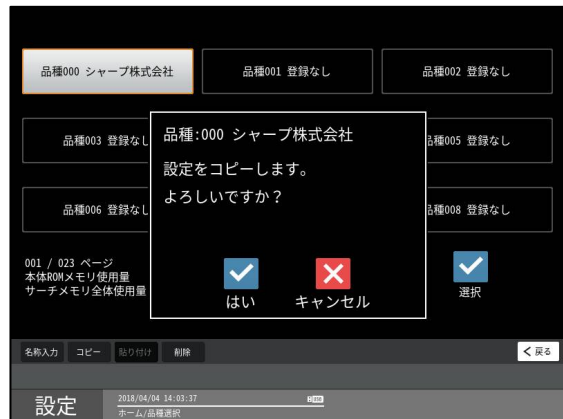 品種000 シャープ株式会社
品種001 登録なし
品種002 登録なし
品種003 登録なし
品種:000 シャープ株式会社
設定をコピーします。
よろしいですか？
はい
キャンセル
品種005 登録なし
品種006 登録なし
品種008 登録なし
001 / 023 ページ
本体ROMメモリ使用量
サーチメモリ全体使用量
選択
名称入力
コピー
貼り付け
削除
戻る
設定
2018/04/04 14:03:37
ホーム/品種選択